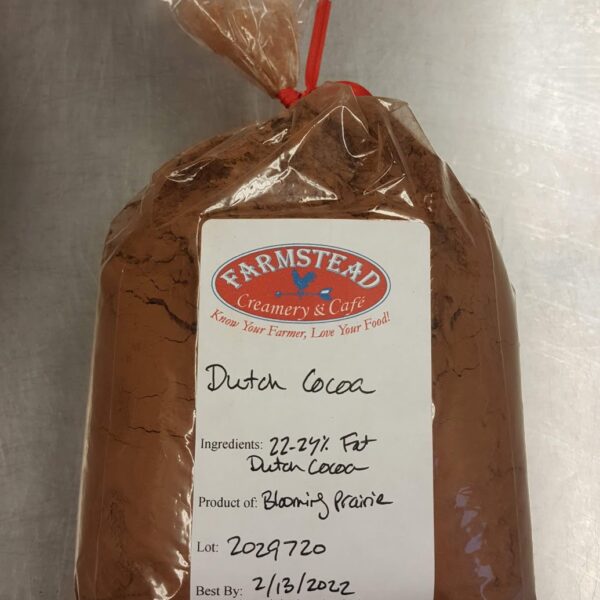 FARMSTEAD
Creamery & Café
Know Your Farmer, Love Your Food!
Dutch Cocoa
Ingredients: 22-24% Fat
Dutch Cocoa
Product of: Blooming Prairie
Lot: 2029720
Best By: 2/13/2022